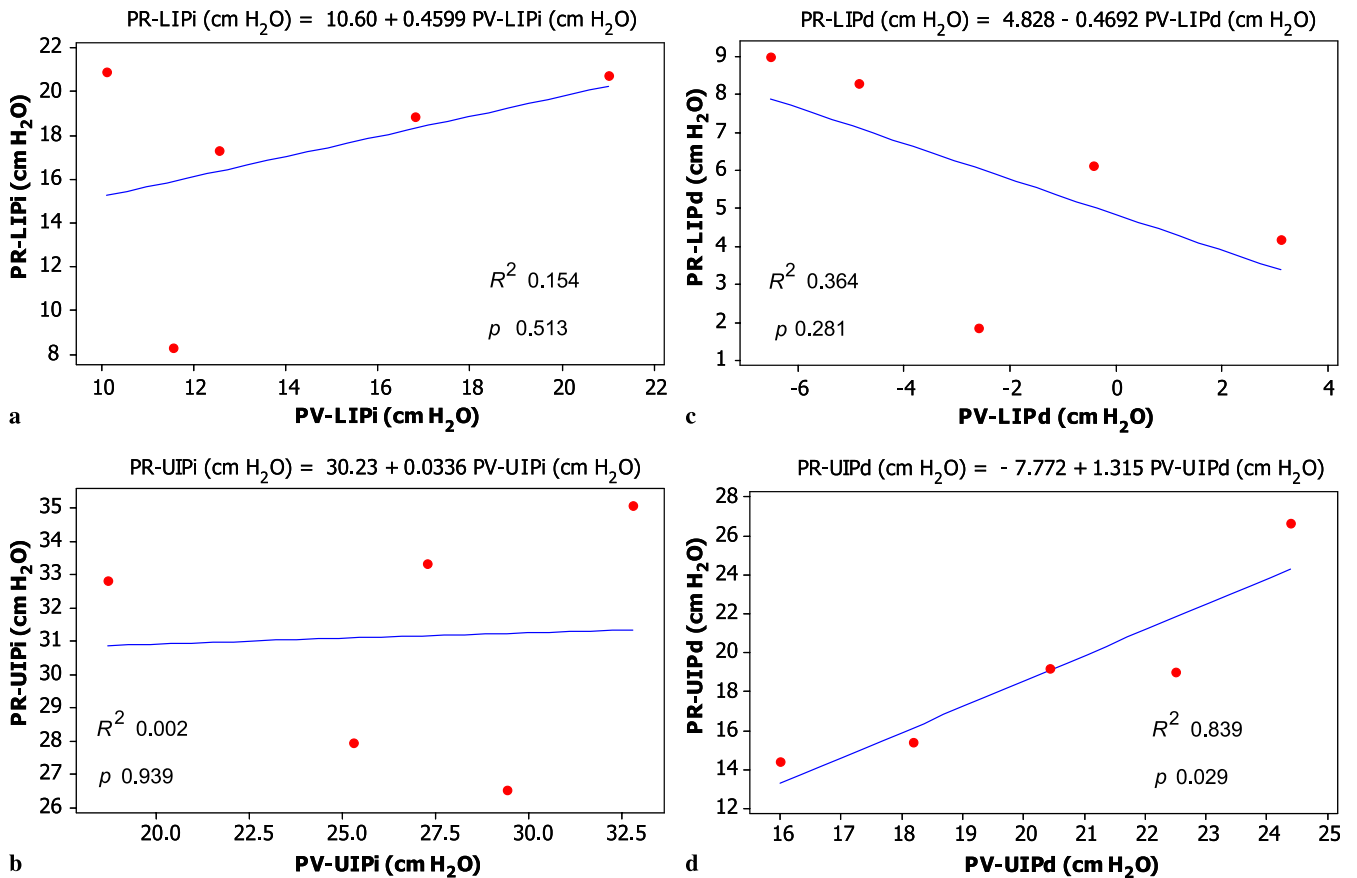 PR-LIPi (cm H2O) = 10.60 + 0.4599 PV-LIPi (cm H2O)
PR-LIPi (cm H2O)
22
20
18
16
14
12
10
8
R2 0.154
p 0.513
10 12 14 16 18 20 22
PV-LIPi (cm H2O)
a
PR-LIPd (cm H2O) = 4.828 - 0.4692 PV-LIPd (cm H2O)
PR-LIPd (cm H2O)
9
8
7
6
5
4
3
2
1
R2 0.364
p 0.281
-6 -4 -2 0 2 4
PV-LIPd (cm H2O)
c
PR-UIPi (cm H2O) = 30.23 + 0.0336 PV-UIPi (cm H2O)
PR-UIPi (cm H2O)
35
34
33
32
31
30
29
28
27
26
R2 0.002
p 0.939
20.0 22.5 25.0 27.5 30.0 32.5
PV-UIPi (cm H2O)
b
PR-UIPd (cm H2O) = - 7.772 + 1.315 PV-UIPd (cm H2O)
PR-UIPd (cm H2O)
28
26
24
22
20
18
16
14
12
R2 0.839
p 0.029
16 17 18 19 20 21 22 23 24 25
PV-UIPd (cm H2O)
d